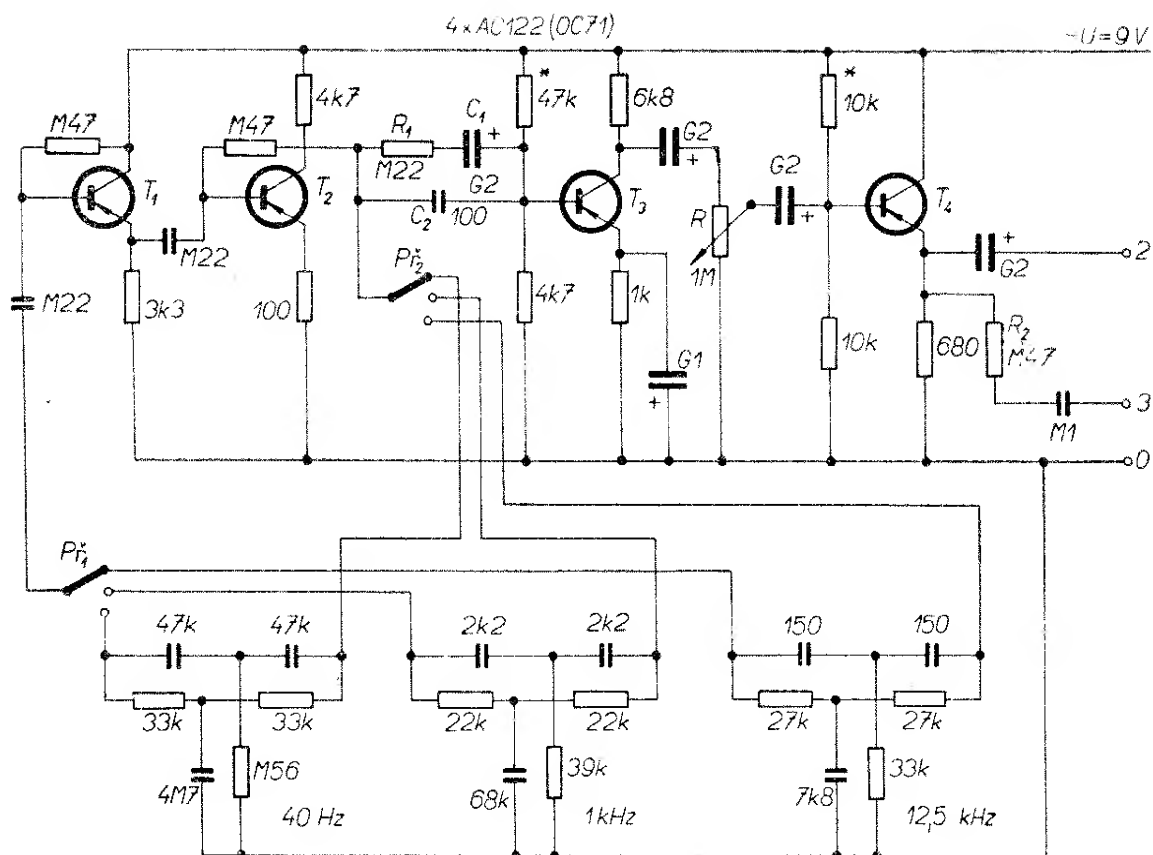 4×AC122(0C71)
-U=9V
M47
4k7
M47
R₁
M22
C₁
+
*
47k
6k8
G2
+
*
10k
G2
+
T₁
T₂
G2
C₂
100
T₃
R
1M
T₄
+
G2
2
M22
Př₂
M22
3k3
100
4k7
1k
G1
+
10k
680
R₂
M47
M1
3
0
Př₁
47k
47k
2k2
2k2
150
150
33k
33k
22k
22k
27k
27k
4M7
M56
40 Hz
68k
39k
1kHz
7k8
33k
12,5 kHz